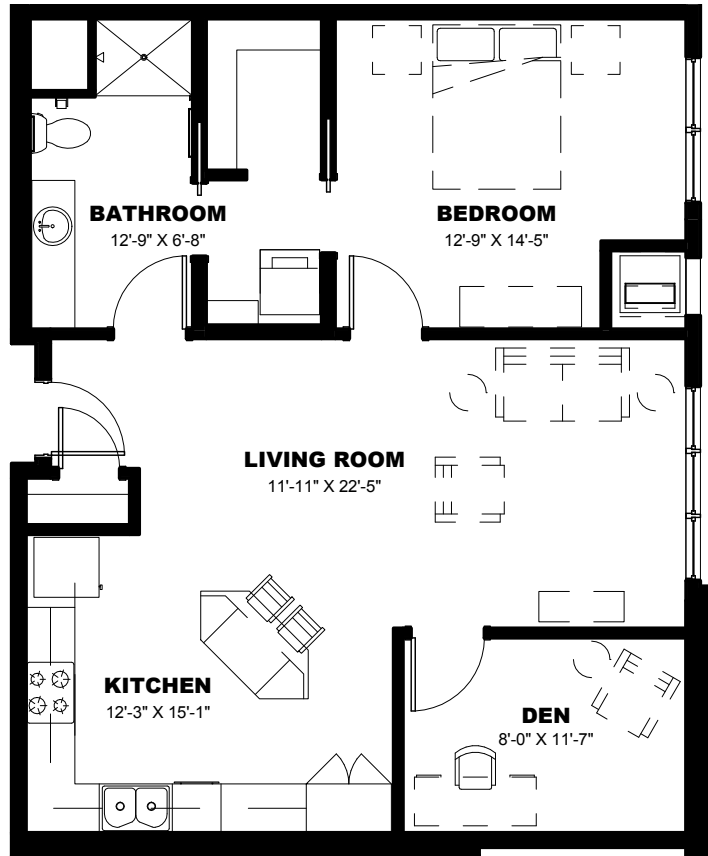 BATHROOM
12'-9" X 6'-8"
BEDROOM
12'-9" X 14'-5"
LIVING ROOM
11'-11" X 22'-5"
KITCHEN
12'-3" X 15'-1"
DEN
8'-0" X 11'-7"